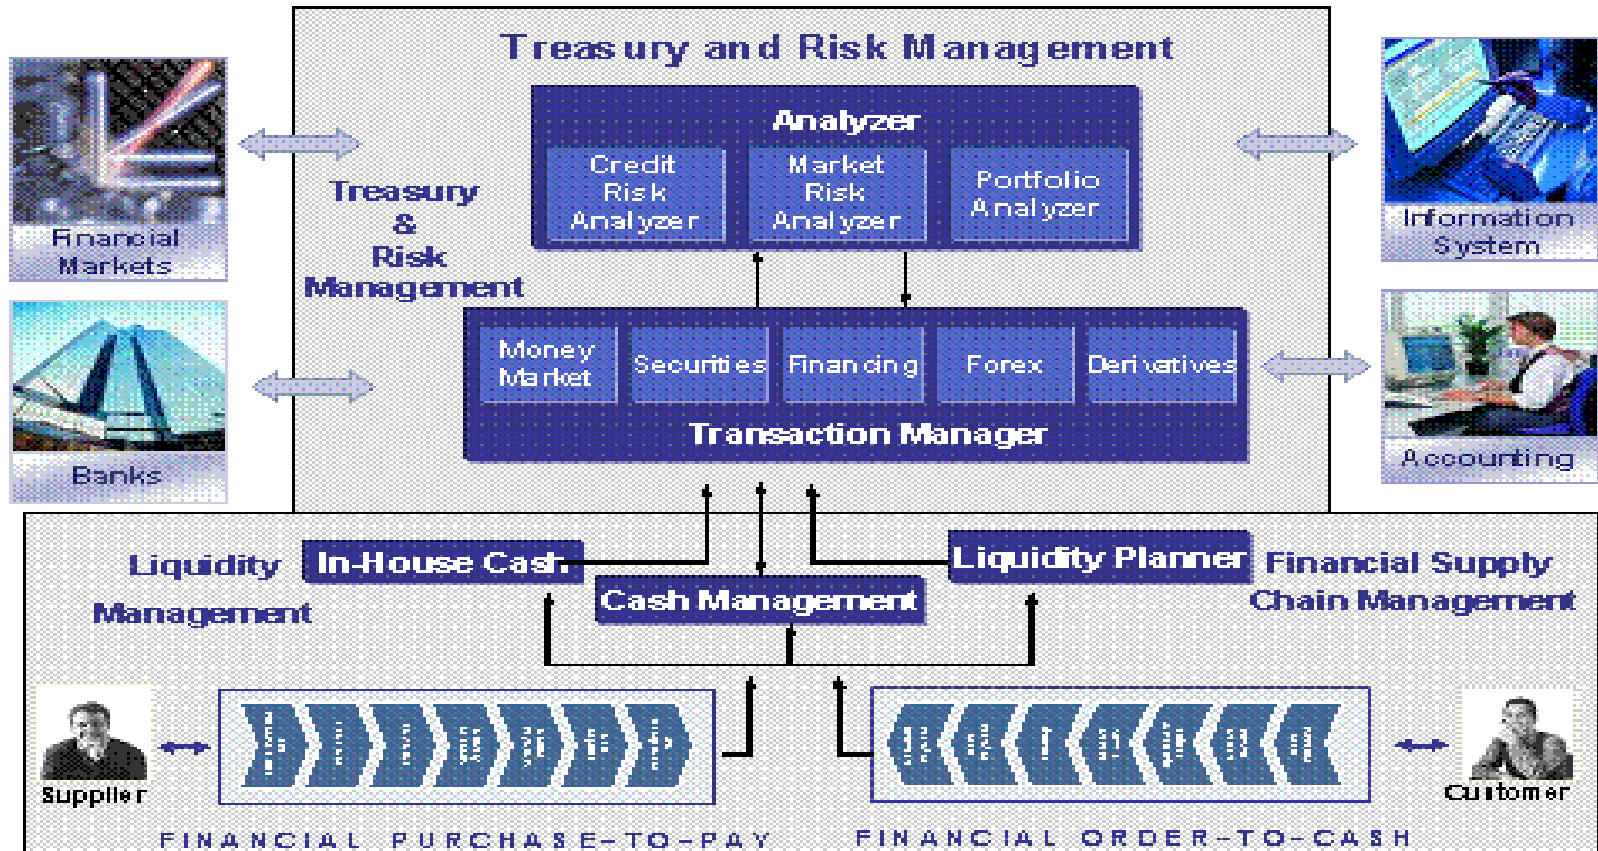 Treasury and Risk Management
Analyzer
Credit
Risk
Analyzer
Market
Risk
Analyzer
Portfolio
Analyzer
Treasury
&
Risk
Management
Financial
Markets
Information
System
Banks
Money
Market
Securities
Financing
Forex
Derivatives
Transaction Manager
Accounting
Liquidity
Management
In-House Cash
Cash Management
Liquidity Planner
Financial Supply
Chain Management
Supplier
Customer
FINANCIAL PURCHASE-TO-PAY
FINANCIAL ORDER-TO-CASH